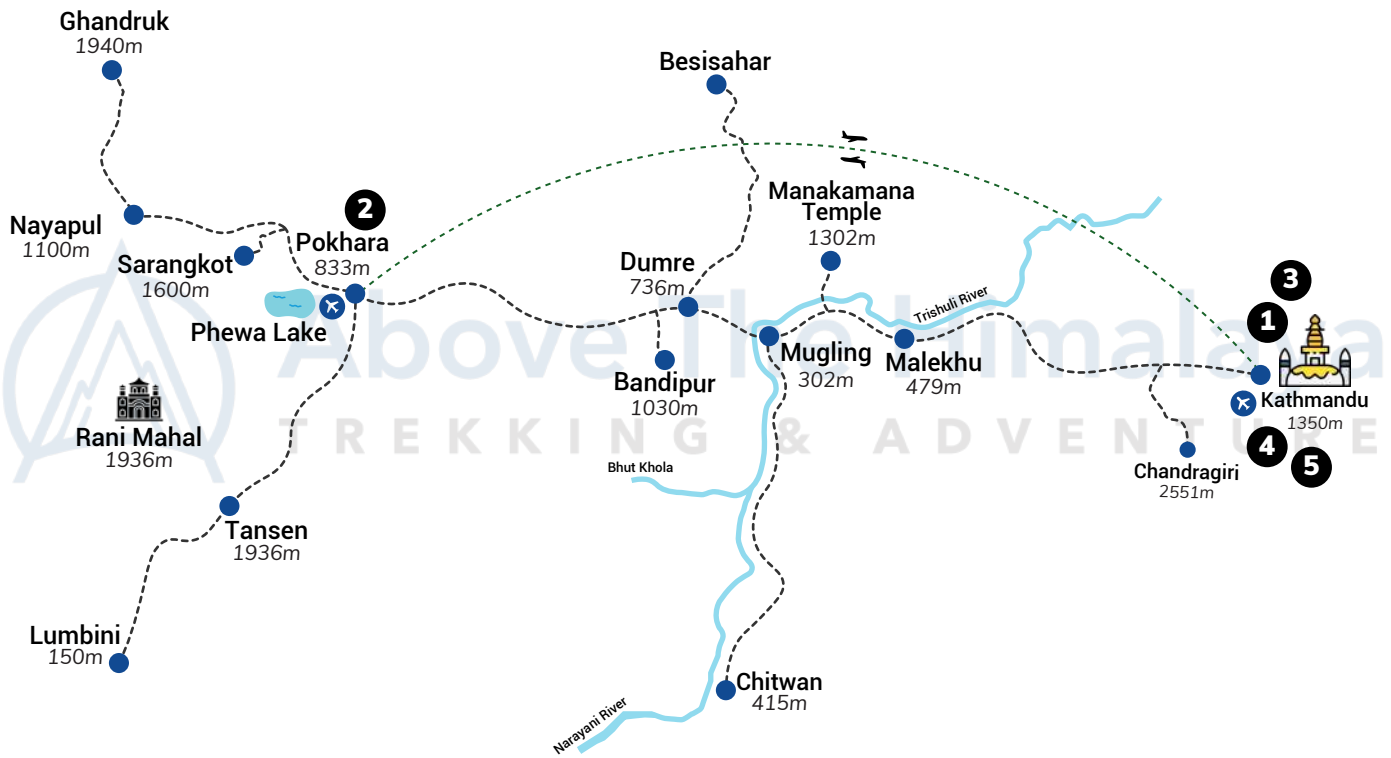 Ghandruk
1940m
Besisahar
Manakamana
Temple
1302m
2
Nayapul
1100m
Pokhara
833m
Sarangkot
1600m
Dumre
736m
3
Trishuli River
1
Phewa Lake
Mugling
302m
Malekhu
479m
Above The Himalaya
TREKKING & ADVENTURE
Bandipur
1030m
Kathmandu
1350m
Rani Mahal
1936m
4
5
Chandragiri
2551m
Bhut Khola
Tansen
1936m
Lumbini
150m
Chitwan
415m
Narayani River